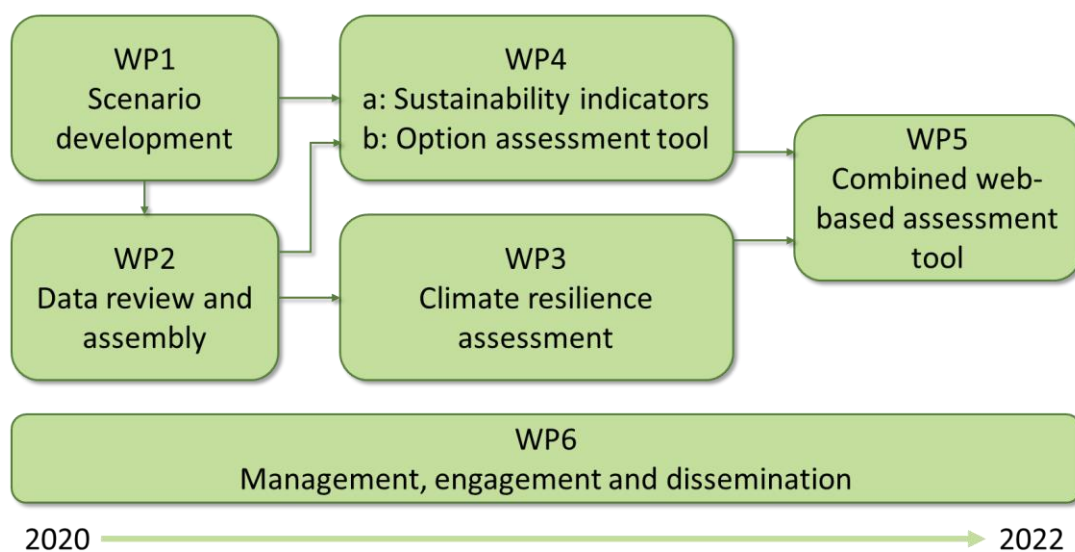 WP1
Scenario
development
WP4
a: Sustainability indicators
b: Option assessment tool
WP5
Combined web-
based assessment
tool
WP2
Data review and
assembly
WP3
Climate resilience
assessment
WP6
Management, engagement and dissemination
2020
2022